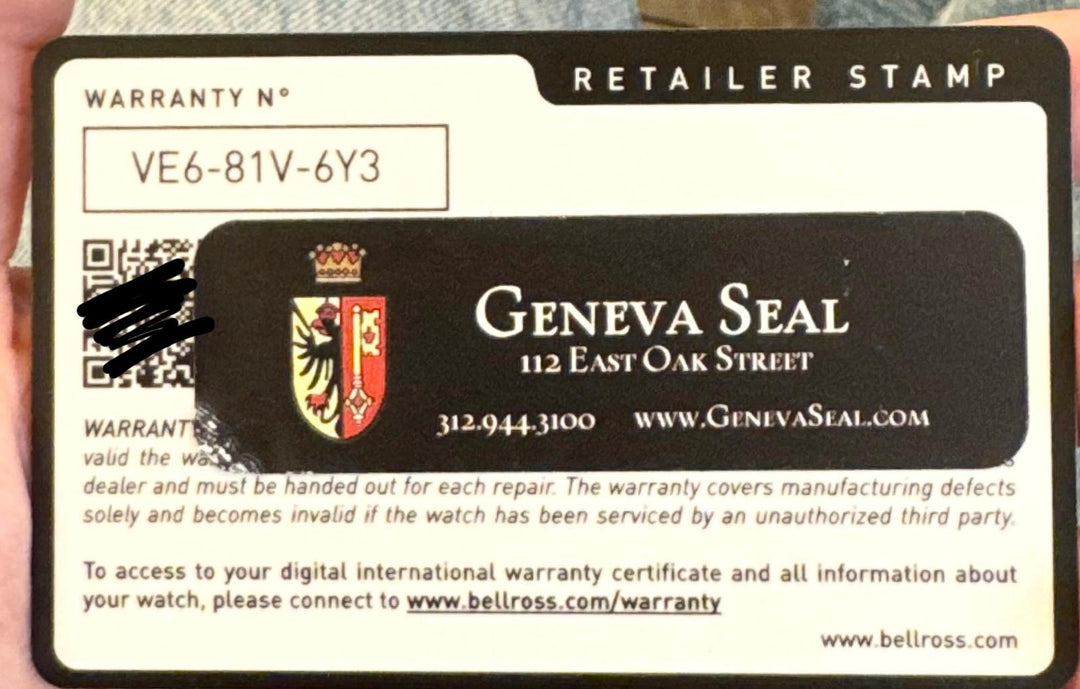 RETAILER STAMP
WARRANTY N°
VE6-81V-6Y3
GENEVA SEAL
112 EAST OAK STREET
312.944.3100 WWW.GENEVASEAL.COM
valid the
dealer and must be handed out for each repair. The warranty covers manufacturing defects
solely and becomes invalid if the watch has been serviced by an unauthorized third party.
To access to your digital international warranty certificate and all information about
your watch, please connect to www.bellross.com/warranty
www.bellross.com